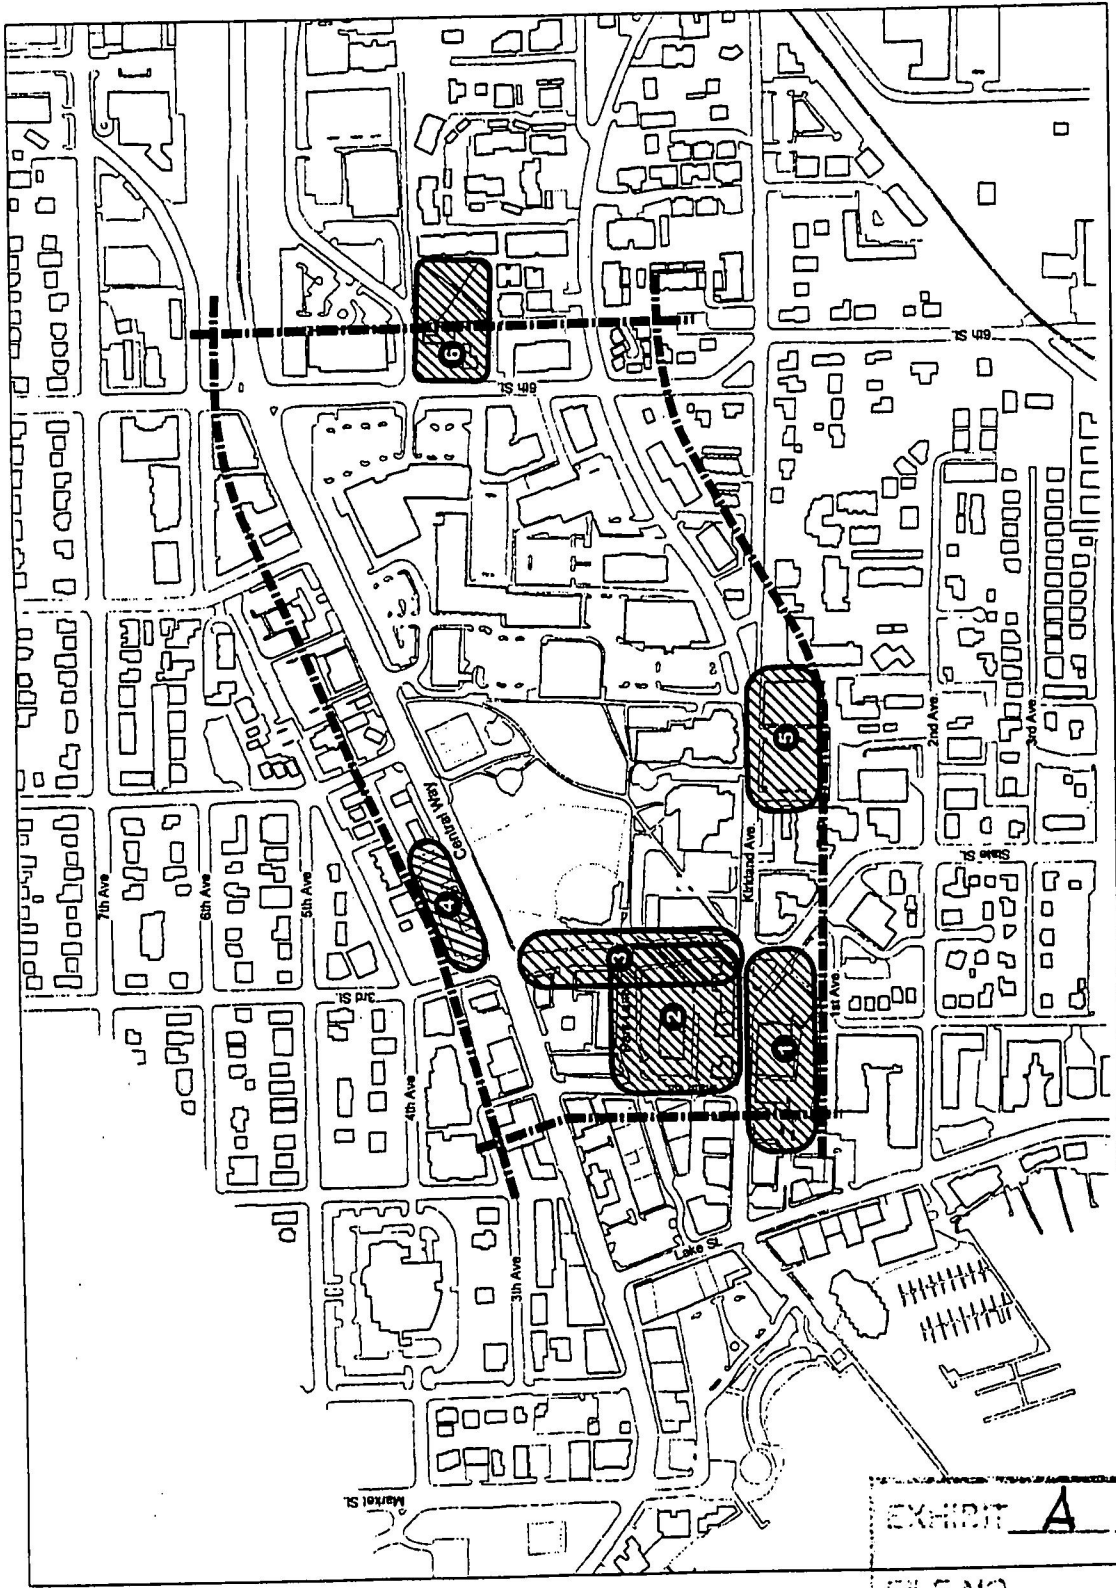 7th Ave.
6th Ave.
5th Ave.
4th Ave.
3th Ave
3rd St.
Market St.
Central Way
Lake St.
Kirkland Ave.
1st Ave.
2nd Ave.
3rd Ave.
State St.
6th St.
6th St.
1
2
3
4
5
6
EXHIBIT A
FILE NO